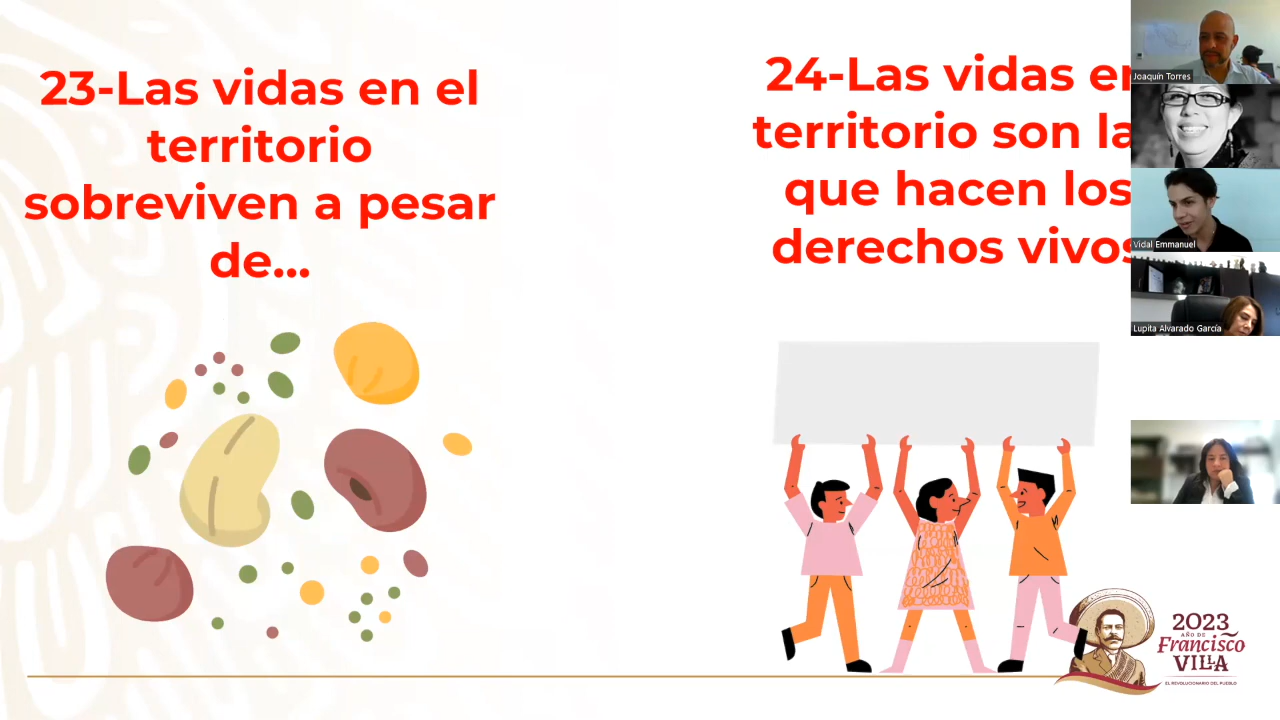 23-Las vidas en el
territorio
sobreviven a pesar
de...
24-Las vidas en
territorio son la
que hacen los
derechos vivos
Joaquín Torres
Vidal Emmanuel
Lupita Alvarado García
2023
AÑO DE
Francisco
VILLA
EL REVOLUCIONARIO DEL PUEBLO